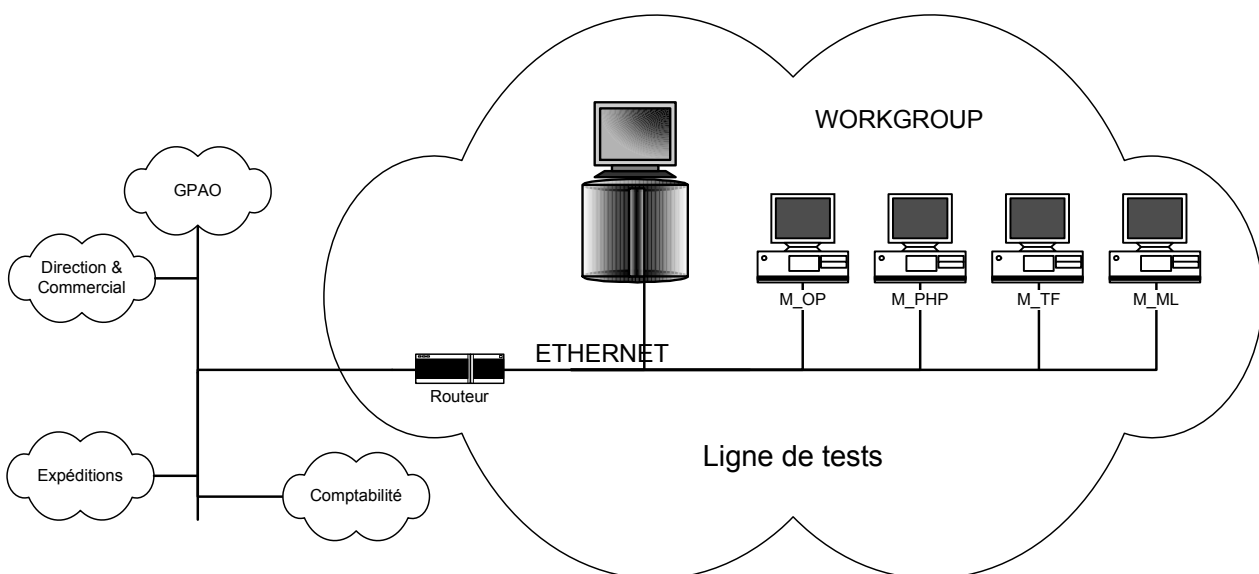 WORKGROUP
GPAO
Direction &
Commercial
M_OP
M_PHP
M_TF
M_ML
ETHERNET
Routeur
Ligne de tests
Expéditions
Comptabilité